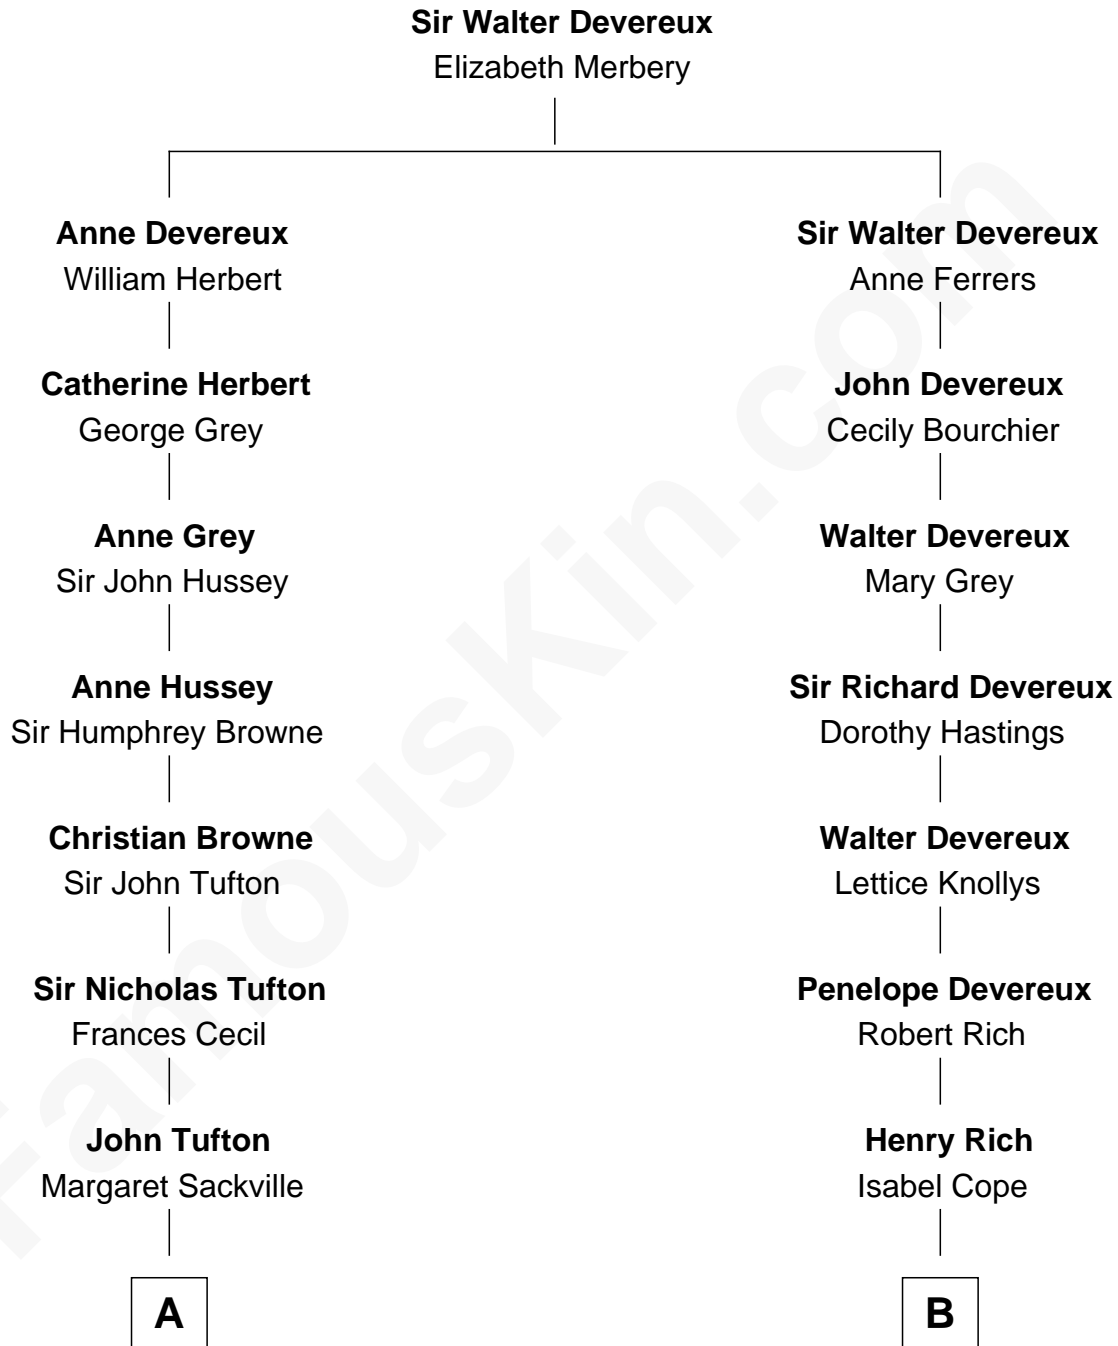 Sir Walter Devereux
Elizabeth Merbery
Anne Devereux
William Herbert
Sir Walter Devereux
Anne Ferrers
Catherine Herbert
George Grey
John Devereux
Cecily Bourchier
Anne Grey
Sir John Hussey
Walter Devereux
Mary Grey
Anne Hussey
Sir Humphrey Browne
Sir Richard Devereux
Dorothy Hastings
Christian Browne
Sir John Tufton
Walter Devereux
Lettice Knollys
Sir Nicholas Tufton
Frances Cecil
Penelope Devereux
Robert Rich
John Tufton
Margaret Sackville
Henry Rich
Isabel Cope
A
B
FamousKin.com